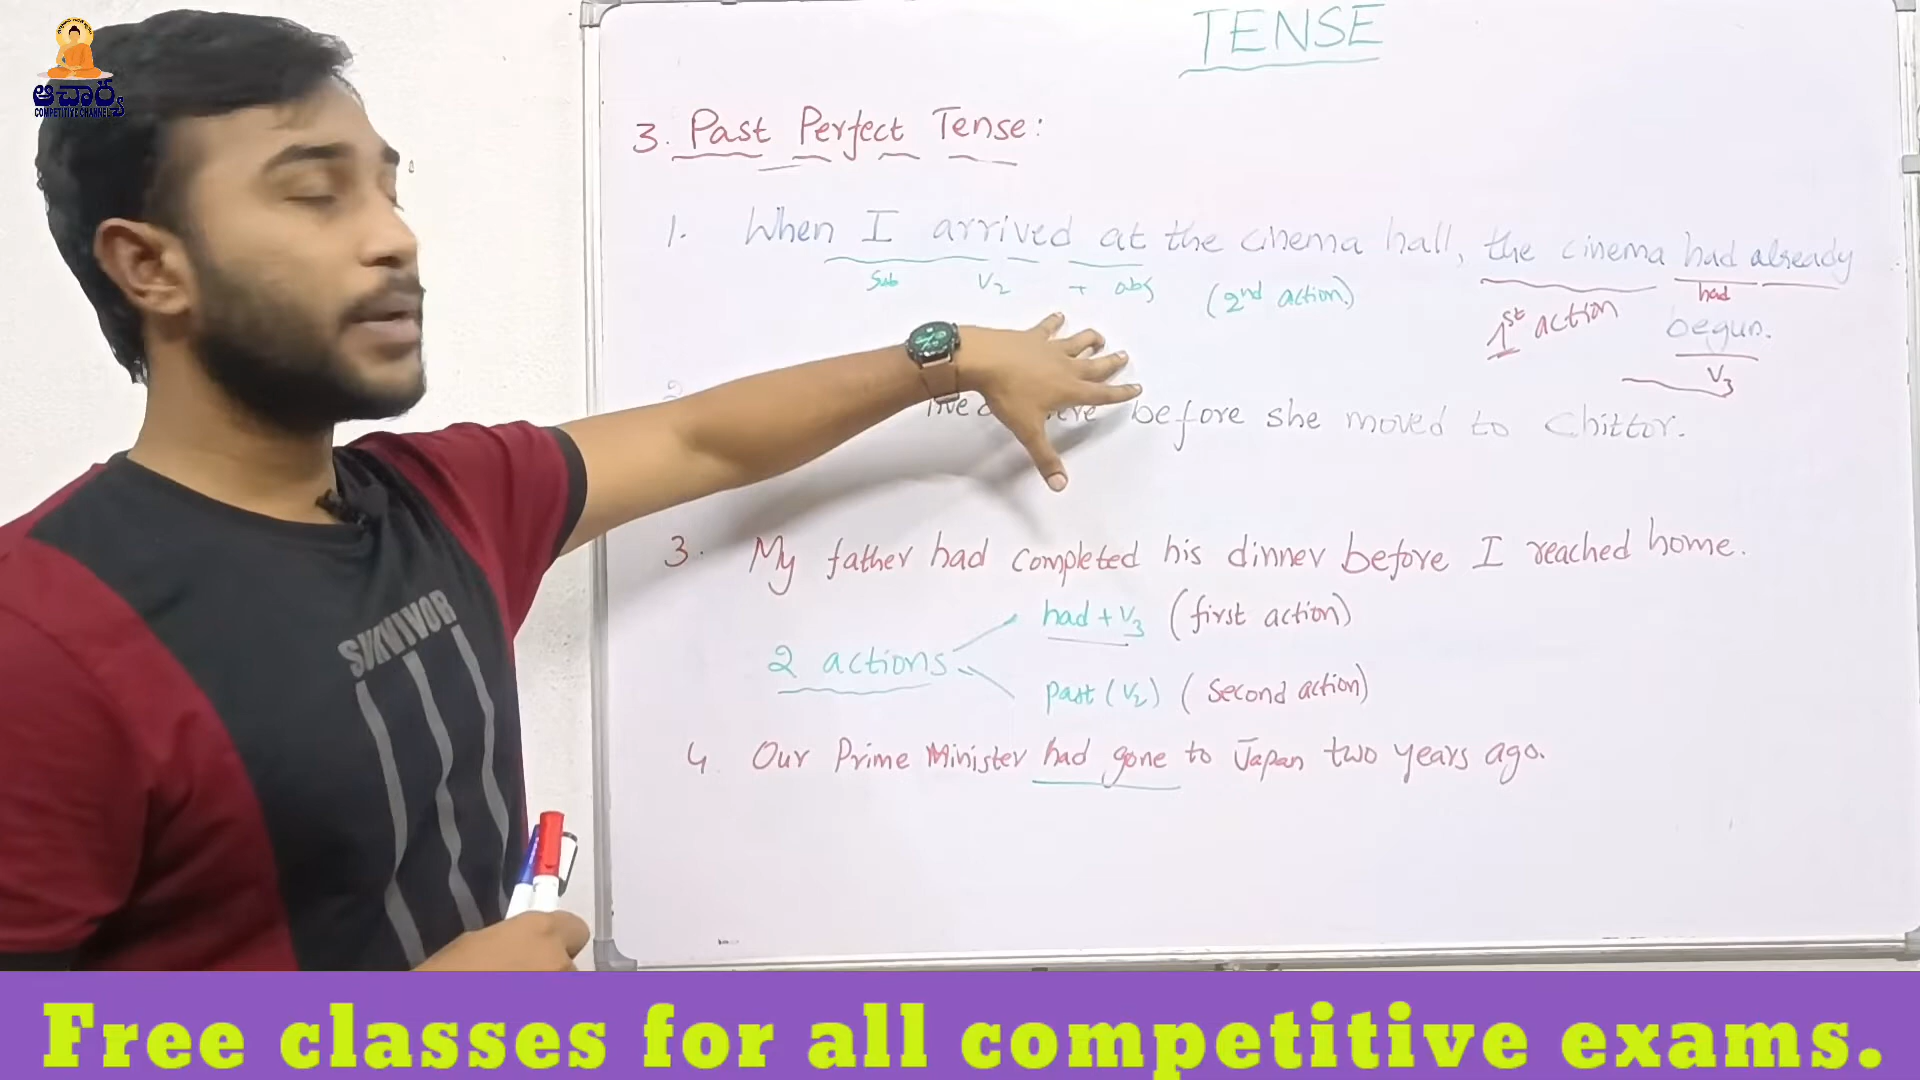 ఆచార్య
COMPETITIVE CHANNEL
TENSE
3. Past Perfect Tense:
1. When I arrived at the cinema hall, the cinema had already
Sub V2 + obj (2nd action) had
1st action begun.
V3
before she moved to Chittor.
3. My father had completed his dinner before I reached home.
had + V3 (first action)
2 actions
past (V2) (Second action)
4. Our Prime Minister had gone to Japan two years ago.
SURVIVOR
Free classes for all competitive exams.